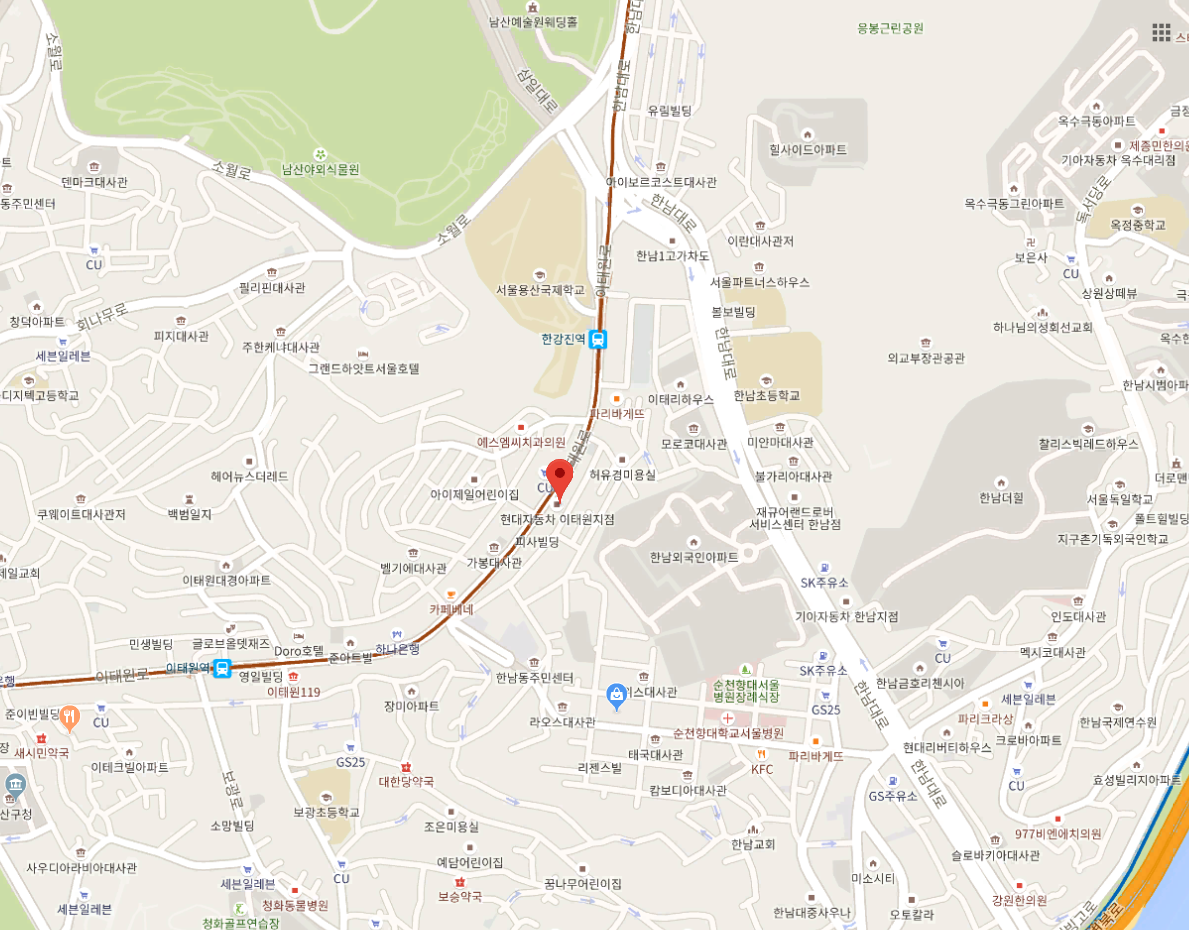 남산예술원웨딩홀
한남대로
응봉근린공원
소월로
삼일대로
한남대로
유림빌딩
옥수극동아파트
힐사이드아파트
제종민한의원
기아자동차 옥수대리점
남산야외식물원
소월로
덴마크대사관
아이보르코스트대사관
독서당로
동주민센터
한남대로
옥수극동그린아파트
옥정중학교
소월로
이란대사관저
CU
이태원로
한남1고가차도
보은사
CU
필리핀대사관
서울용산국제학교
서울파트너스하우스
상원상떼뷰
창덕아파트
회나무로
볼보빌딩
하나님의성회선교회
피지대사관
한강진역
세븐일레븐
주한케냐대사관
한남대로
외교부장관공관
그랜드하얏트서울호텔
디지텍고등학교
이태리하우스
한남초등학교
한남시범아파
파리바게뜨
에스엠씨치과의원
모로코대사관
미얀마대사관
찰리스빅레드하우스
헤어뉴스더레드
허유경미용실
불가리아대사관
CU
아이제일어린이집
한남더힐
서울독일학교
쿠웨이트대사관저
백범일지
현대자동차 이태원지점
재규어랜드로버
서비스센터 한남점
폴트힐빌딩
피사빌딩
지구촌기독외국인학교
가봉대사관
한남외국인아파트
벨기에대사관
제일교회
이태원대경아파트
SK주유소
카페베네
기아자동차 한남지점
인도대사관
민생빌딩
글로브올뎃재즈
Doro호텔
하나은행
준아트빌
멕시코대사관
CU
이태원로
이태원역
영일빌딩
한남동주민센터
SK주유소
순천향대서울
병원장례식장
한남금호리첸시아
이태원119
세븐일레븐
장미아파트
GS25
한남대로
준이빈빌딩
CU
라오스대사관
파리크라상
한남국제연수원
순천향대학교서울병원
새시민약국
크로바아파트
현대리버티하우스
GS25
태국대사관
파리바게뜨
이테크빌아파트
대한당약국
리젠스빌
KFC
한남대로
CU
효성빌리지아파트
보광로
캄보디아대사관
GS주유소
산구청
보광초등학교
소망빌딩
조은미용실
977비엔에치의원
한남교회
슬로바키아대사관
사우디아라비아대사관
예담어린이집
세븐일레븐
CU
꿈나무어린이집
미소시티
세븐일레븐
청화동물병원
보승약국
강원한의원
한남대중사우나
오토칼라
청화골프연습장